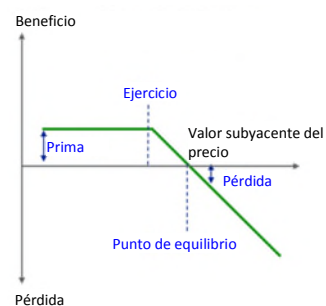 Beneficio
Ejercicio
Valor subyacente del
precio
Prima
Pérdida
Punto de equilibrio
Pérdida